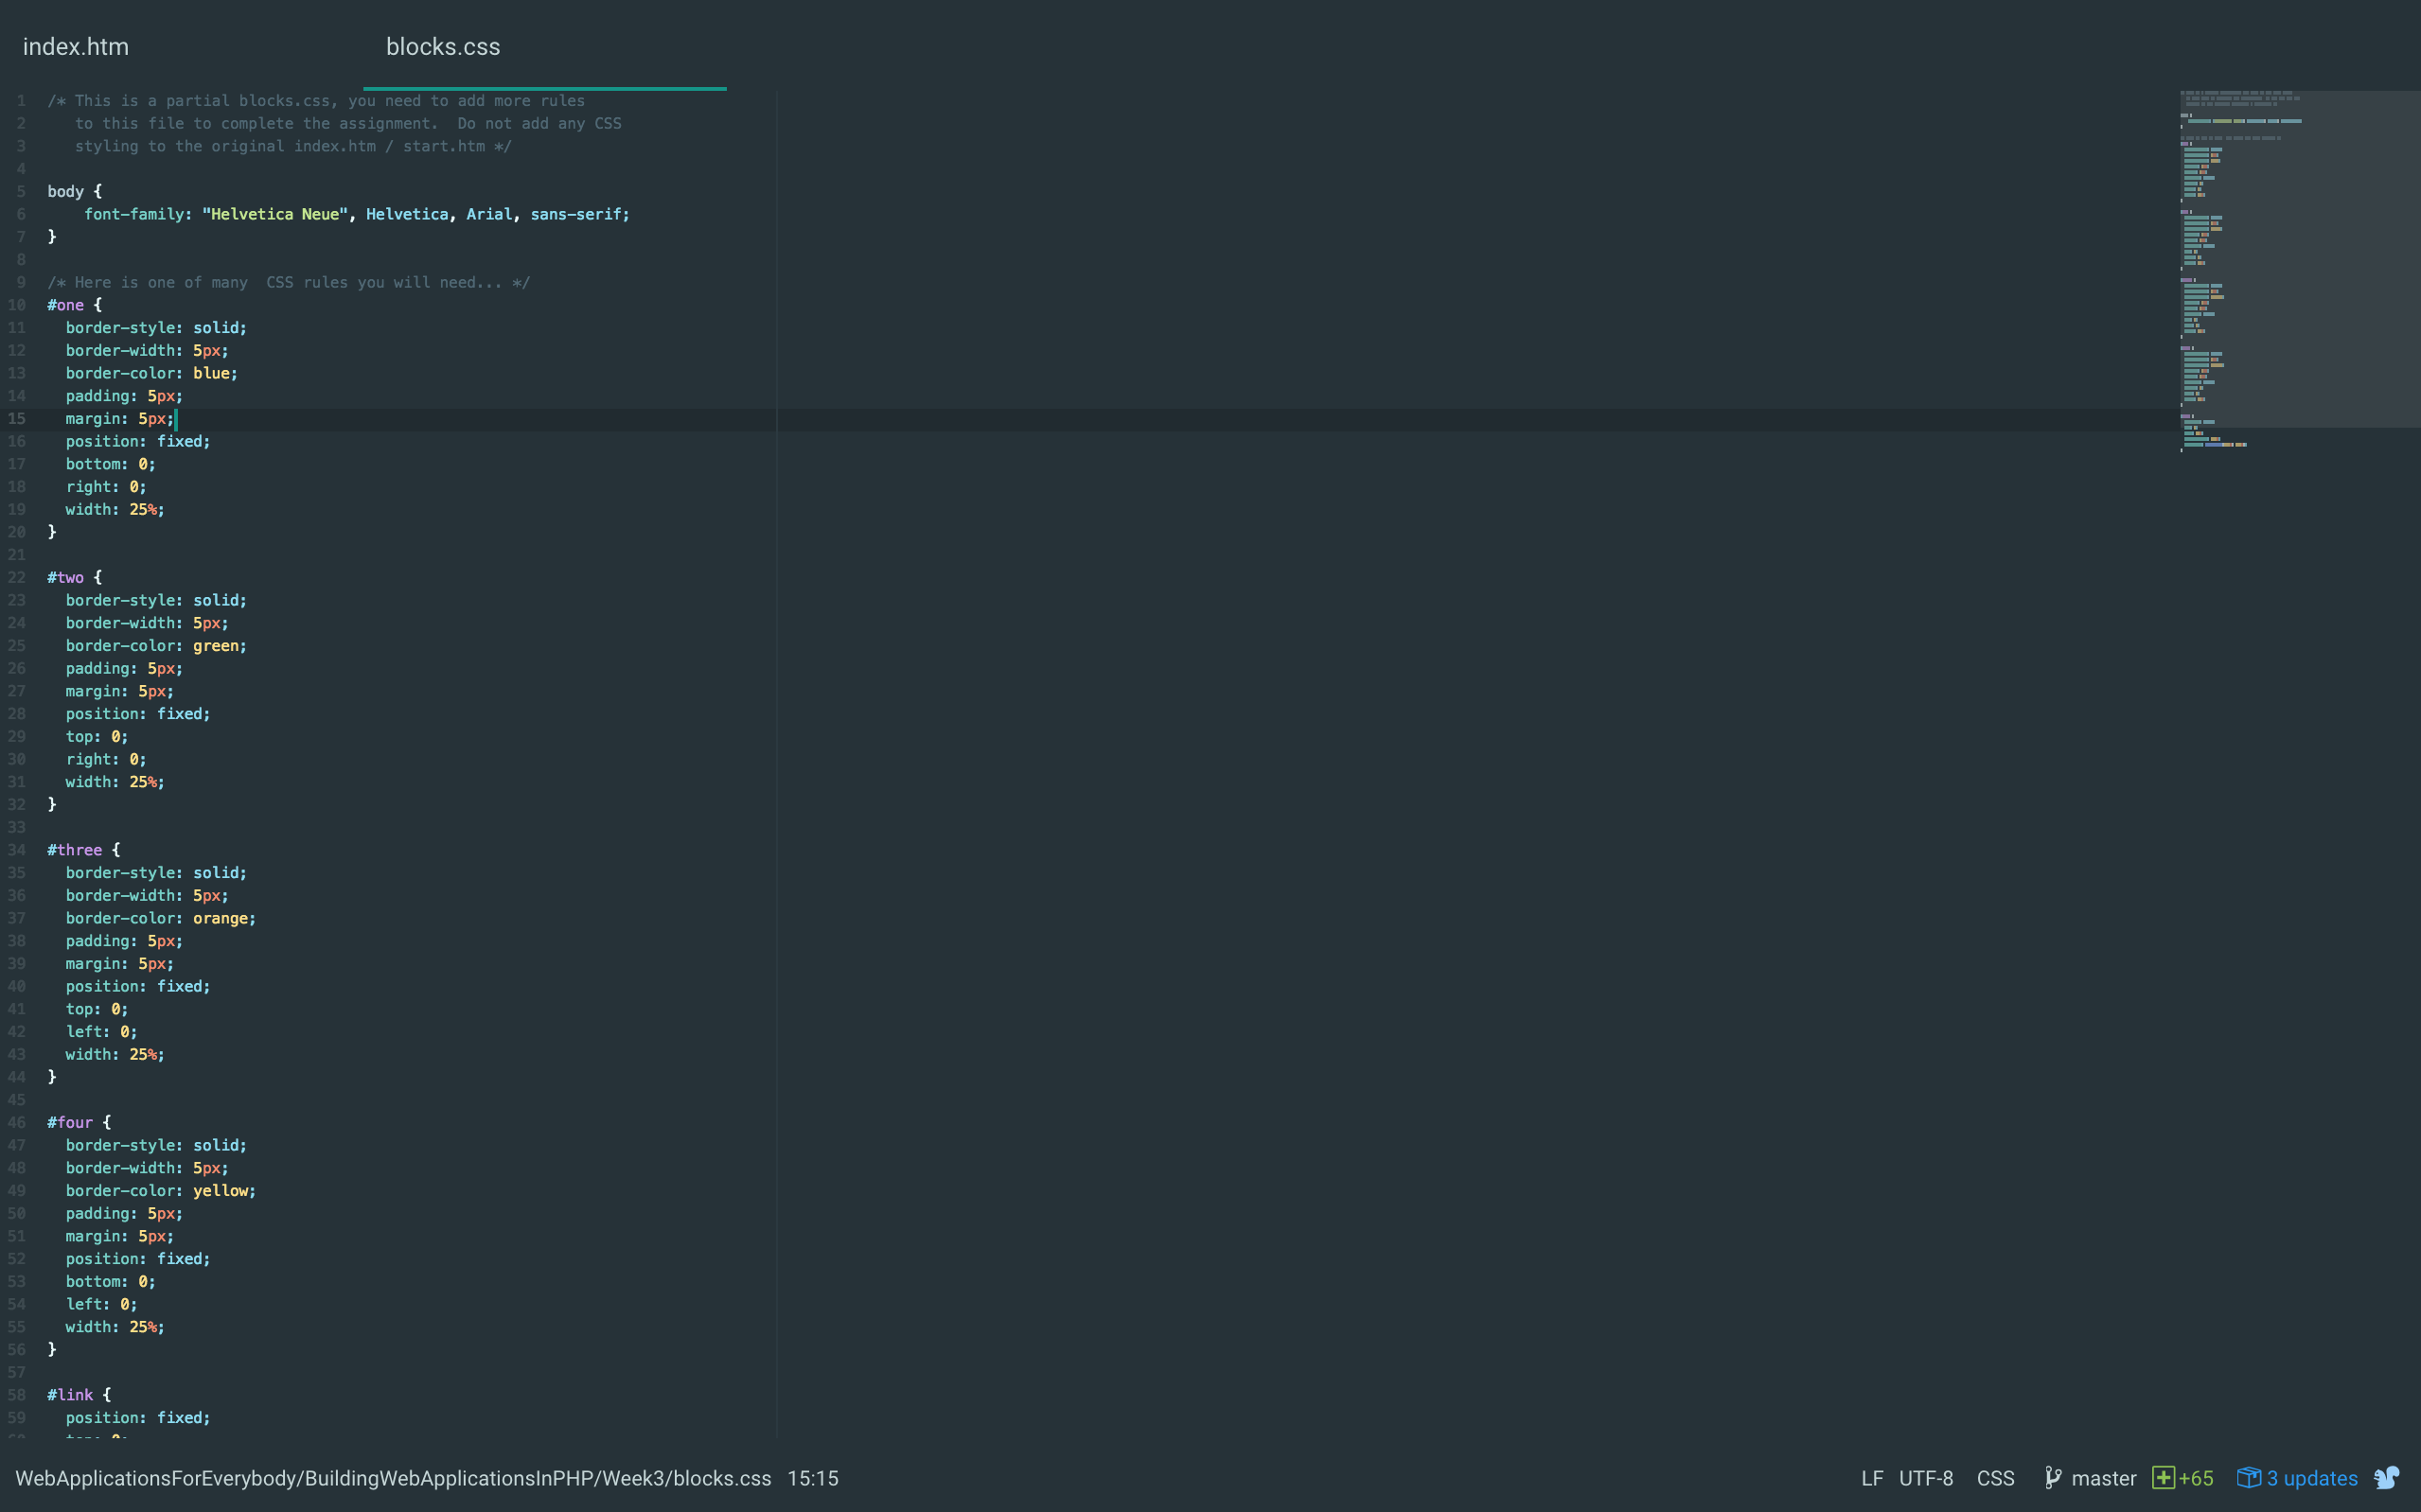 index.htm
blocks.css
1 /* This is a partial blocks.css, you need to add more rules
2    to this file to complete the assignment.  Do not add any CSS
3    styling to the original index.htm / start.htm */
4
5 body {
6     font-family: "Helvetica Neue", Helvetica, Arial, sans-serif;
7 }
8
9 /* Here is one of many  CSS rules you will need... */
10 #one {
11   border-style: solid;
12   border-width: 5px;
13   border-color: blue;
14   padding: 5px;
15   margin: 5px;
16   position: fixed;
17   bottom: 0;
18   right: 0;
19   width: 25%;
20 }
21
22 #two {
23   border-style: solid;
24   border-width: 5px;
25   border-color: green;
26   padding: 5px;
27   margin: 5px;
28   position: fixed;
29   top: 0;
30   right: 0;
31   width: 25%;
32 }
33
34 #three {
35   border-style: solid;
36   border-width: 5px;
37   border-color: orange;
38   padding: 5px;
39   margin: 5px;
40   position: fixed;
41   top: 0;
42   left: 0;
43   width: 25%;
44 }
45
46 #four {
47   border-style: solid;
48   border-width: 5px;
49   border-color: yellow;
50   padding: 5px;
51   margin: 5px;
52   position: fixed;
53   bottom: 0;
54   left: 0;
55   width: 25%;
56 }
57
58 #link {
59   position: fixed;
WebApplicationsForEverybody/BuildingWebApplicationsInPHP/Week3/blocks.css 15:15
LF UTF-8 CSS master +65 3 updates